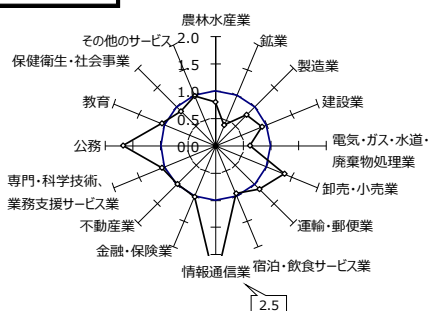 農林水産業
その他のサービス
鉱業
2.0
保健衛生・社会事業
製造業
1.5
教育
1.0
建設業
0.5
公務
0.0
電気・ガス・水道・
廃棄物処理業
専門・科学技術、
業務支援サービス業
卸売・小売業
不動産業
運輸・郵便業
金融・保険業
情報通信業
宿泊・飲食サービス業
2.5